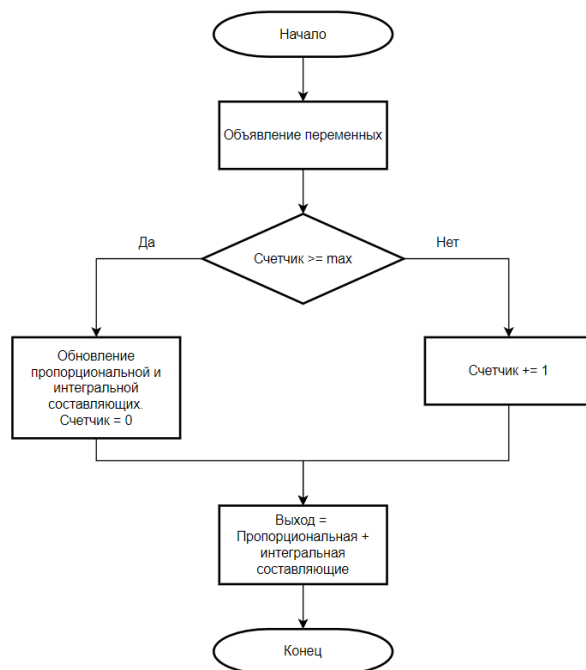 Начало
Объявление переменных
Счетчик >= max
Да
Нет
Обновление
пропорциональной и
интегральной
составляющих.
Счетчик = 0
Счетчик += 1
Выход =
Пропорциональная +
интегральная
составляющие
Конец